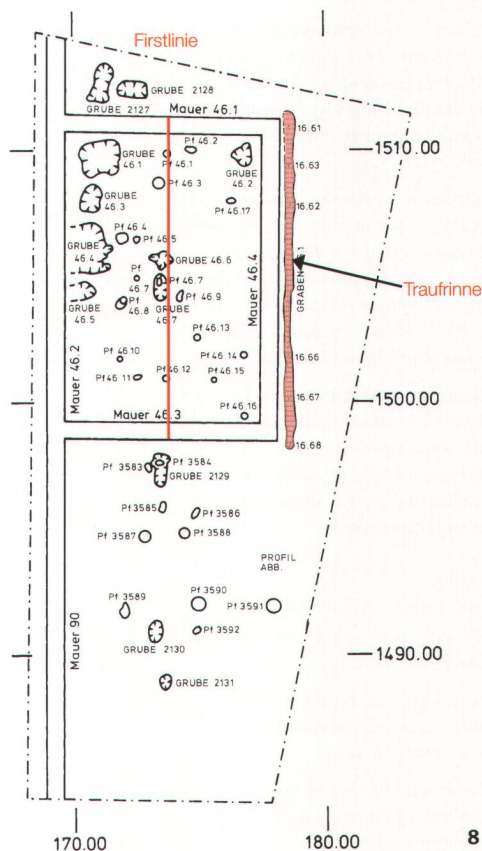 Firstlinie
GRUBE 2128
GRUBE 2127
Mauer 46.1
16.61
1510.00
Pf 46.2
GRUBE
46.1
Pf
46.1
GRUBE
46.2
16.63
Pf 46.3
GRUBE
46.3
Pf 46.17
16.62
Pf 46.4
Pf 46.5
GRUBE
46.4
GRUBE 46.6
Mauer 46.4
GRABEN 46.1
Traufrinne
Pf
46.7
Pf 46.7
GRUBE
46.5
Pf
46.8
GRUBE
46.7
Pf 46.9
Mauer 46.2
Pf 46.13
Pf 46.10
Pf 46.14
16.66
Pf 46.11
Pf 46.12
Pf 46.15
16.67
1500.00
Mauer 46.3
Pf 46.16
16.68
Pf 3584
Pf 3583
GRUBE 2129
Pf 3585
Pf 3586
Pf 3587
Pf 3588
PROFIL
ABB.
Pf 3589
Pf 3590
Pf 3591
Mauer 90
Pf 3592
GRUBE 2130
1490.00
GRUBE 2131
170.00
180.00
8